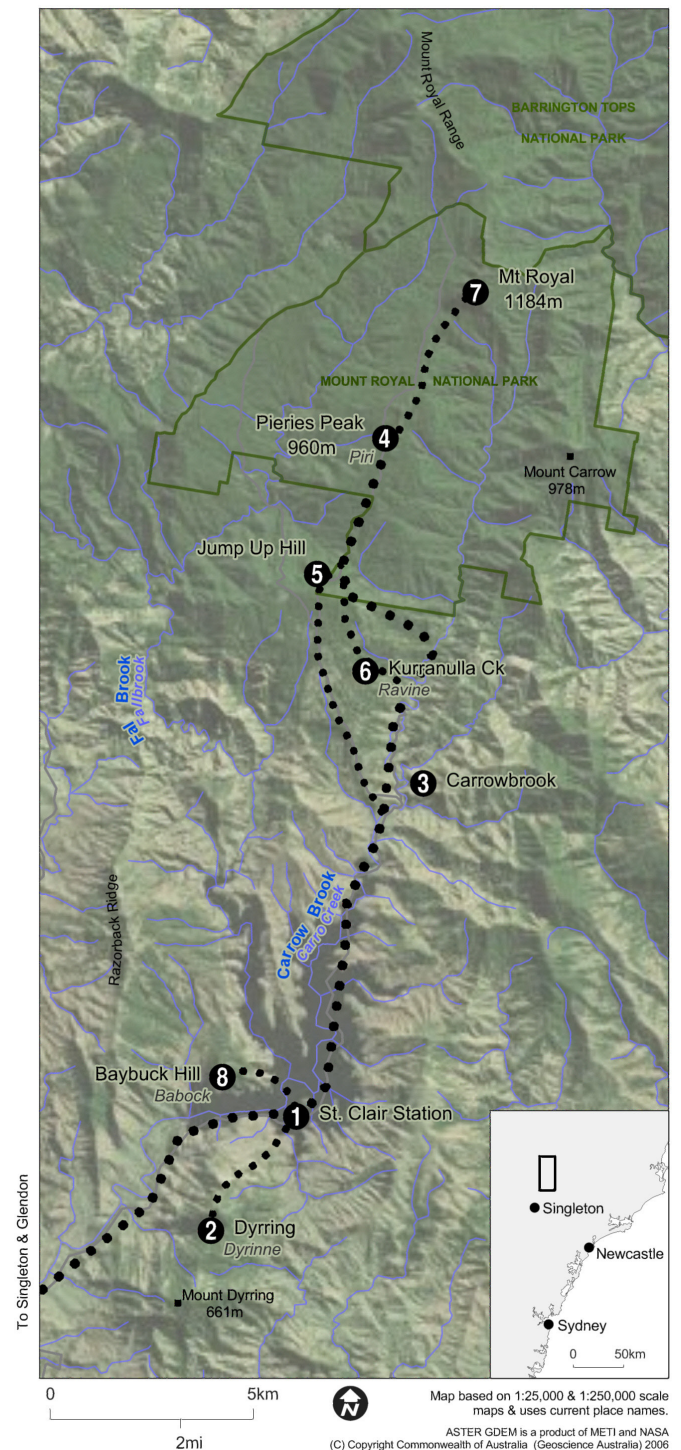 Mount Royal Range
BARRINGTON TOPS
NATIONAL PARK
7
Mt Royal
1184m
MOUNT ROYAL NATIONAL PARK
Pieries Peak
960m
Piri
4
Mount Carrow
978m
Jump Up Hill
5
6
Kurranulla Ck
Ravine
Fal Brook
Fallbrook
3
Carrowbrook
Razorback Ridge
Carrow Brook
Carro Creek
Baybuck Hill
Babock
8
1
St. Clair Station
2
Dyrring
Dyrinne
To Singleton & Glendon
Mount Dyrring
661m
Singleton
Newcastle
Sydney
0 50km
0 5km
2mi
N
Map based on 1:25,000 & 1:250,000 scale
maps & uses current place names.
ASTER GDEM is a product of METI and NASA
(C) Copyright Commonwealth of Australia (Geoscience Australia) 2006